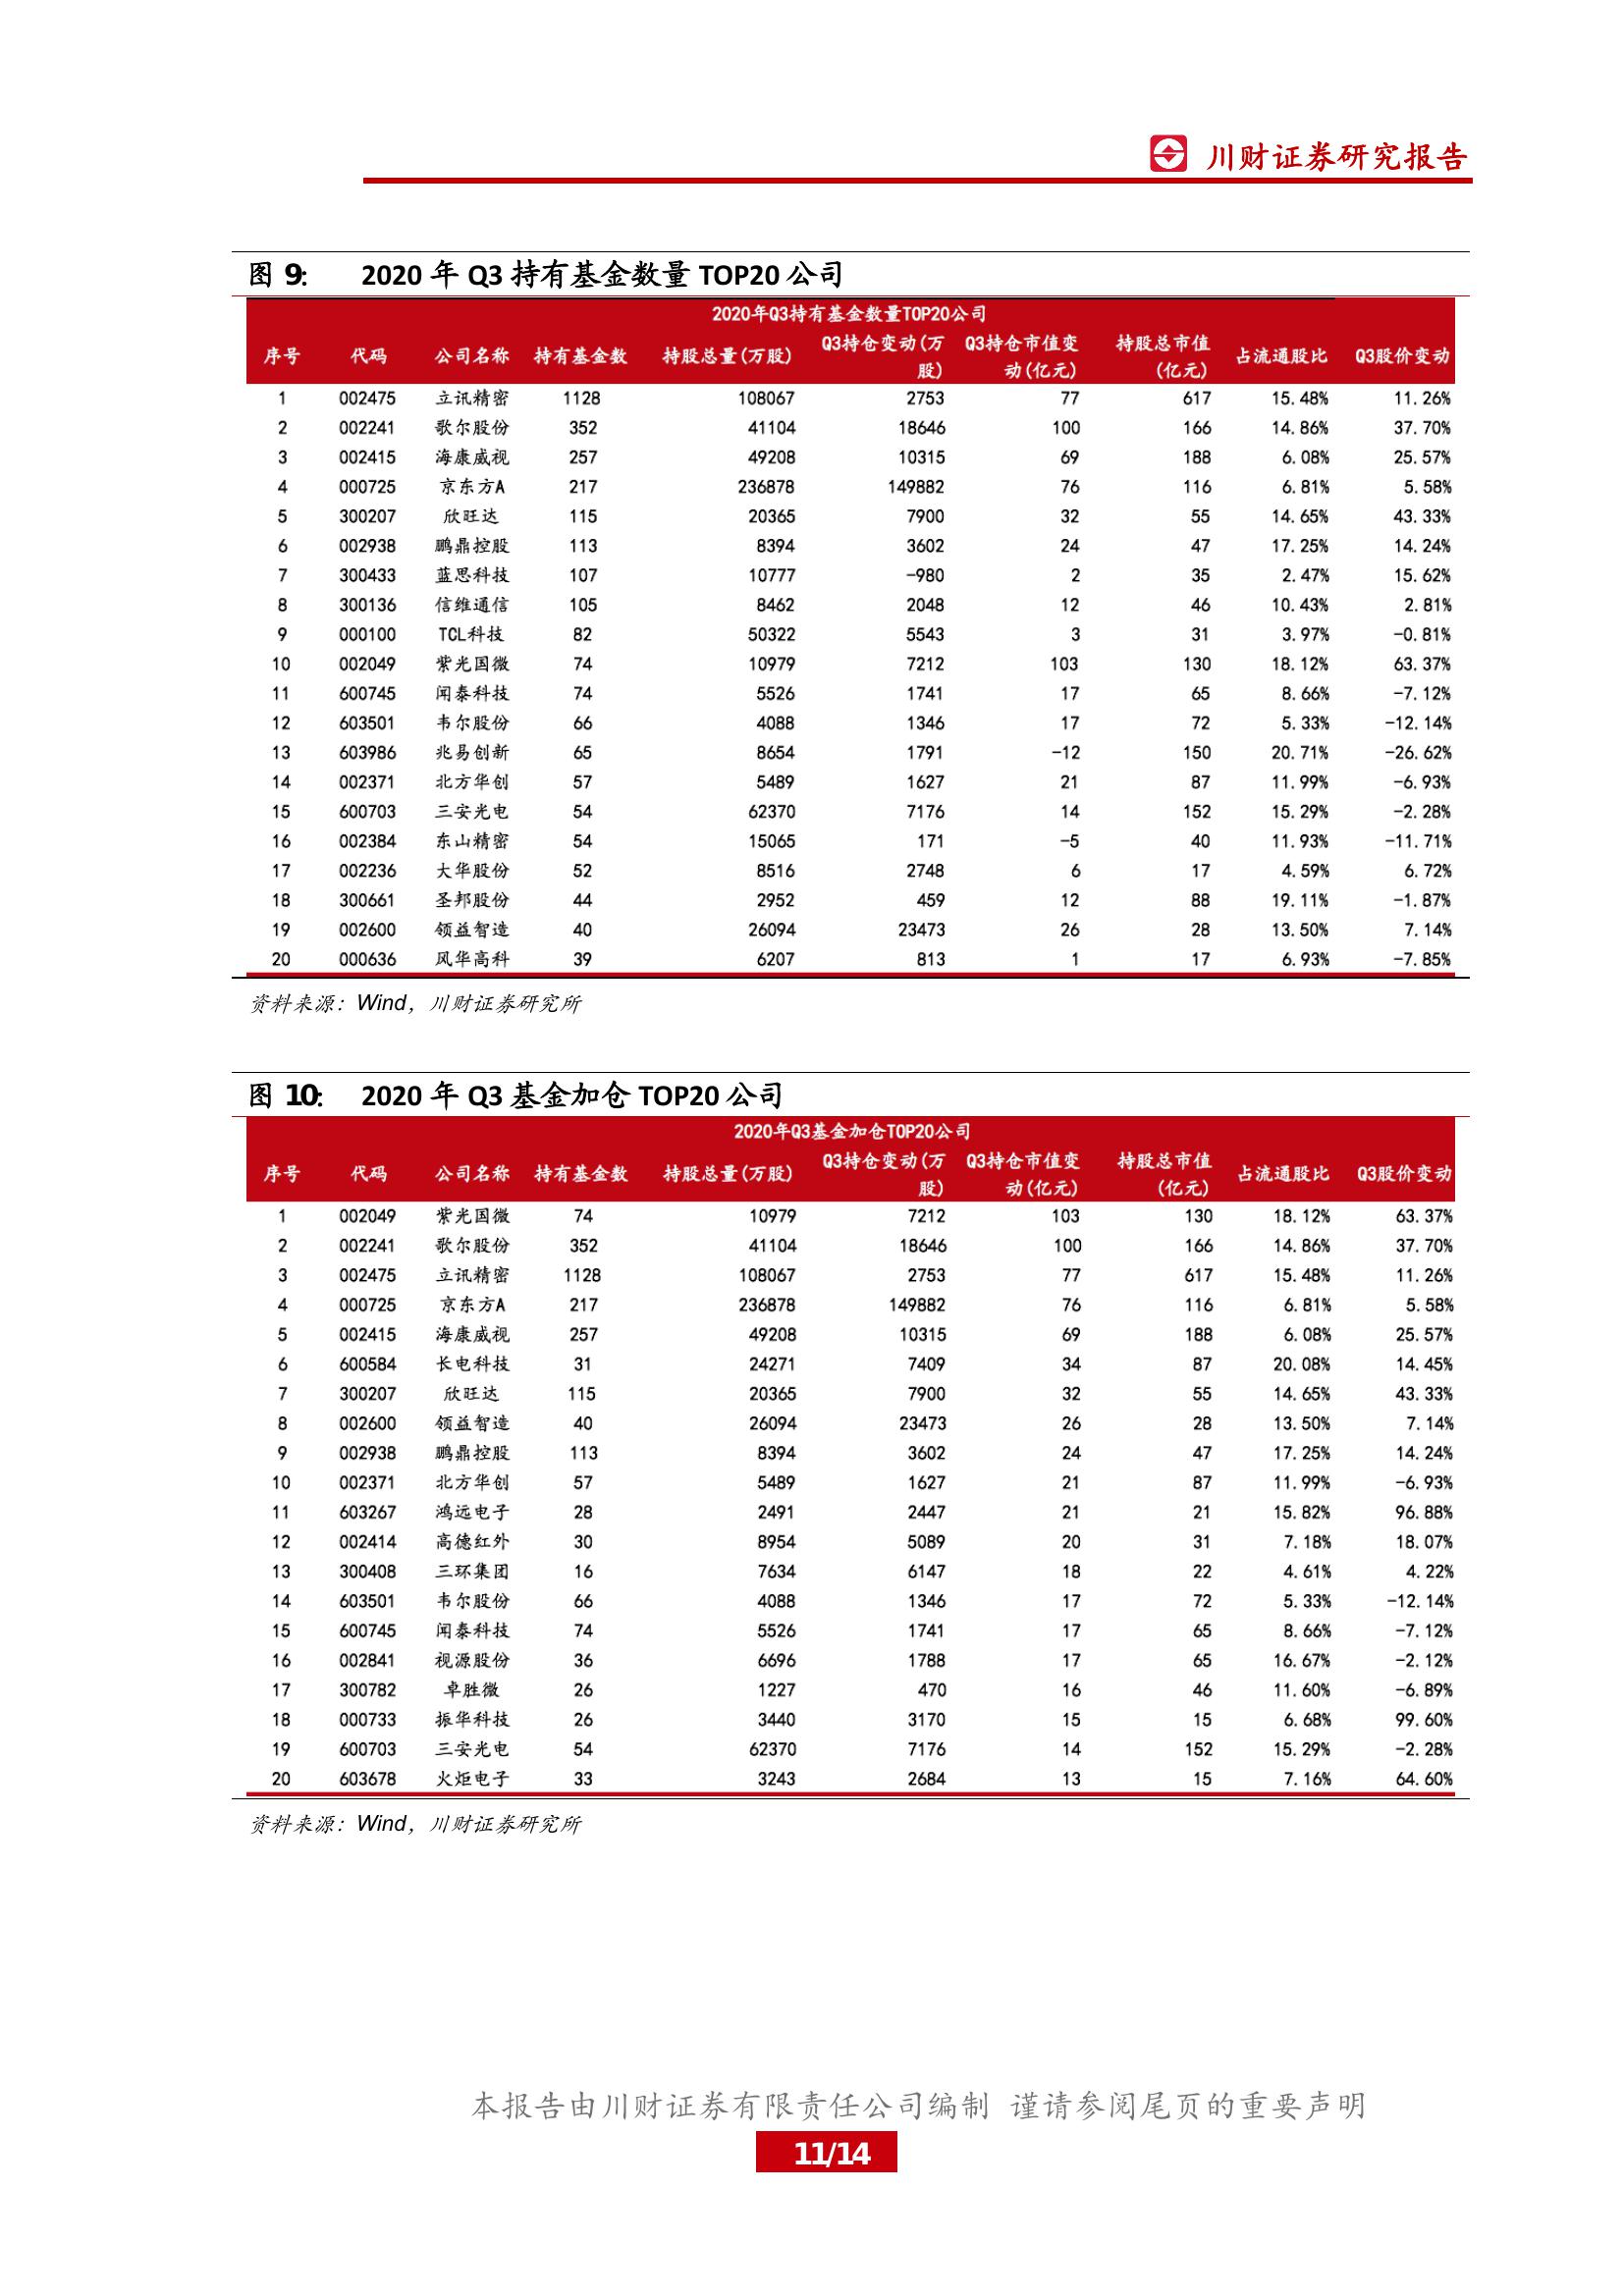 川财证券研究报告
图 9: 2020 年 Q3 持有基金数量 TOP20 公司
2020年Q3持有基金数量TOP20公司
序号 代码 公司名称 持有基金数 持股总量(万股) Q3持仓变动(万股) Q3持仓市值变动(亿元) 持股总市值(亿元) 占流通股比 Q3股价变动
1 002475 立讯精密 1128 108067 2753 77 617 15.48% 11.26%
2 002241 歌尔股份 352 41104 18646 100 166 14.86% 37.70%
3 002415 海康威视 257 49208 10315 69 188 6.08% 25.57%
4 000725 京东方A 217 236878 149882 76 116 6.81% 5.58%
5 300207 欣旺达 115 20365 7900 32 55 14.65% 43.33%
6 002938 鹏鼎控股 113 8394 3602 24 47 17.25% 14.24%
7 300433 蓝思科技 107 10777 -980 2 35 2.47% 15.62%
8 300136 信维通信 105 8462 2048 12 46 10.43% 2.81%
9 000100 TCL科技 82 50322 5543 3 31 3.97% -0.81%
10 002049 紫光国微 74 10979 7212 103 130 18.12% 63.37%
11 600745 闻泰科技 74 5526 1741 17 65 8.66% -7.12%
12 603501 韦尔股份 66 4088 1346 17 72 5.33% -12.14%
13 603986 兆易创新 65 8654 1791 -12 150 20.71% -26.62%
14 002371 北方华创 57 5489 1627 21 87 11.99% -6.93%
15 600703 三安光电 54 62370 7176 14 152 15.29% -2.28%
16 002384 东山精密 54 15065 171 -5 40 11.93% -11.71%
17 002236 大华股份 52 8516 2748 6 17 4.59% 6.72%
18 300661 圣邦股份 44 2952 459 12 88 19.11% -1.87%
19 002600 领益智造 40 26094 23473 26 28 13.50% 7.14%
20 000636 风华高科 39 6207 813 1 17 6.93% -7.85%
资料来源：Wind，川财证券研究所
图 10: 2020 年 Q3 基金加仓 TOP20 公司
2020年Q3基金加仓TOP20公司
序号 代码 公司名称 持有基金数 持股总量(万股) Q3持仓变动(万股) Q3持仓市值变动(亿元) 持股总市值(亿元) 占流通股比 Q3股价变动
1 002049 紫光国微 74 10979 7212 103 130 18.12% 63.37%
2 002241 歌尔股份 352 41104 18646 100 166 14.86% 37.70%
3 002475 立讯精密 1128 108067 2753 77 617 15.48% 11.26%
4 000725 京东方A 217 236878 149882 76 116 6.81% 5.58%
5 002415 海康威视 257 49208 10315 69 188 6.08% 25.57%
6 600584 长电科技 31 24271 7409 34 87 20.08% 14.45%
7 300207 欣旺达 115 20365 7900 32 55 14.65% 43.33%
8 002600 领益智造 40 26094 23473 26 28 13.50% 7.14%
9 002938 鹏鼎控股 113 8394 3602 24 47 17.25% 14.24%
10 002371 北方华创 57 5489 1627 21 87 11.99% -6.93%
11 603267 鸿远电子 28 2491 2447 21 21 15.82% 96.88%
12 002414 高德红外 30 8954 5089 20 31 7.18% 18.07%
13 300408 三环集团 16 7634 6147 18 22 4.61% 4.22%
14 603501 韦尔股份 66 4088 1346 17 72 5.33% -12.14%
15 600745 闻泰科技 74 5526 1741 17 65 8.66% -7.12%
16 002841 视源股份 36 6696 1788 17 65 16.67% -2.12%
17 300782 卓胜微 26 1227 470 16 46 11.60% -6.89%
18 000733 振华科技 26 3440 3170 15 15 6.68% 99.60%
19 600703 三安光电 54 62370 7176 14 152 15.29% -2.28%
20 603678 火炬电子 33 3243 2684 13 15 7.16% 64.60%
资料来源：Wind，川财证券研究所
本报告由川财证券有限责任公司编制 谨请参阅尾页的重要声明
11/14